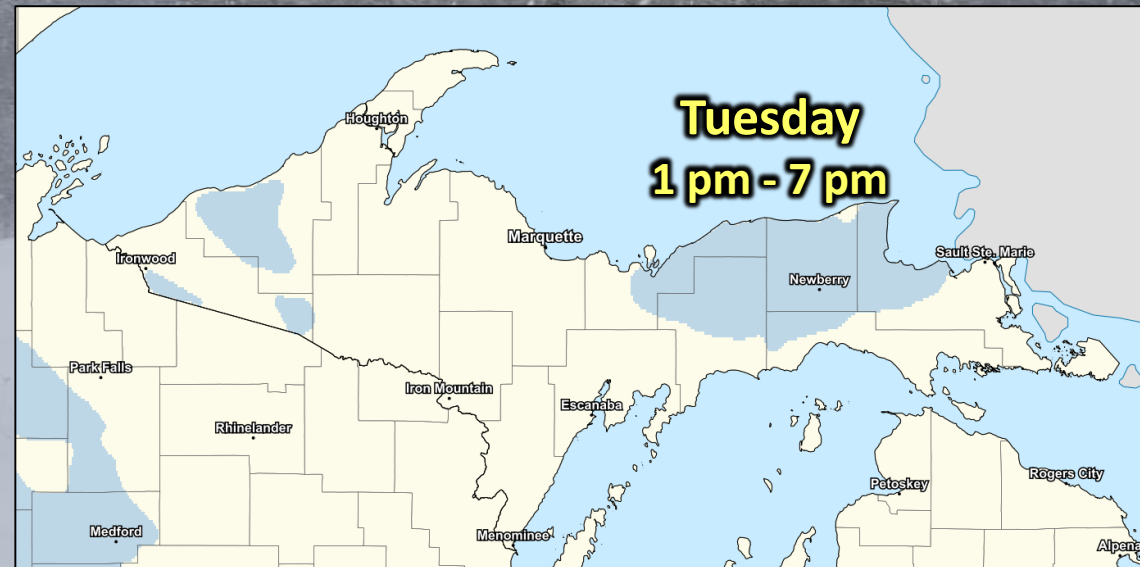 Tuesday
1 pm - 7 pm
Houghton
Marquette
Sault Ste. Marie
Ironwood
Newberry
Park Falls
Iron Mountain
Escanaba
Rhinelander
Rogers City
Petoskey
Medford
Menominee
Alpena